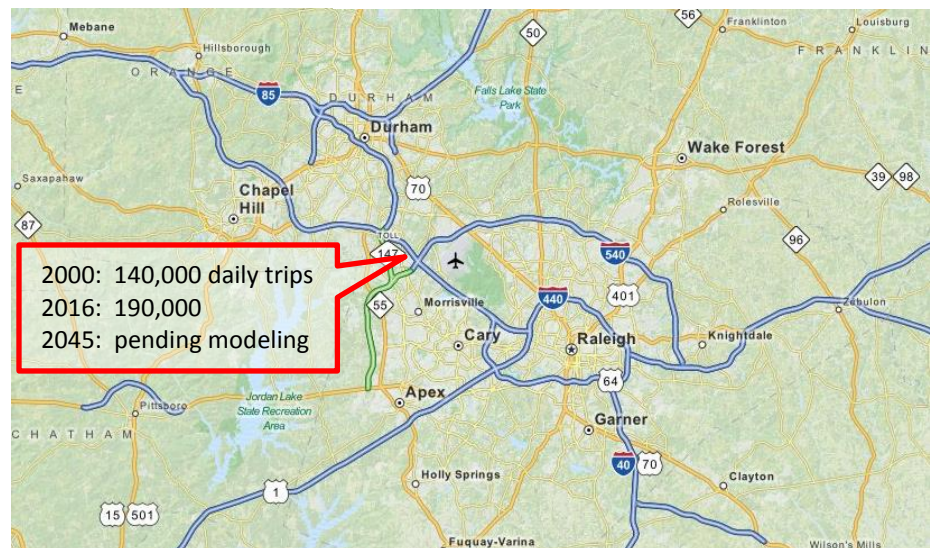 Mebane
56
Franklinton
Louisburg
50
Hillsborough
FRANKLIN
ORANGE
E
85
DURHAM
Falls Lake State
Park
Durham
Wake Forest
39
98
Saxapahaw
Chapel
Hill
70
Rolesville
87
TOLL
147
96
540
2000: 140,000 daily trips
2016: 190,000
2045: pending modeling
55
Morrisville
440
401
Zebulon
Cary
Raleigh
Knightdale
64
Apex
Jordan Lake
State Recreation
Area
Pittsboro
Garner
CHATHAM
40
70
Holly Springs
Clayton
1
15
501
Fuquay-Varina
Wilson's Mills